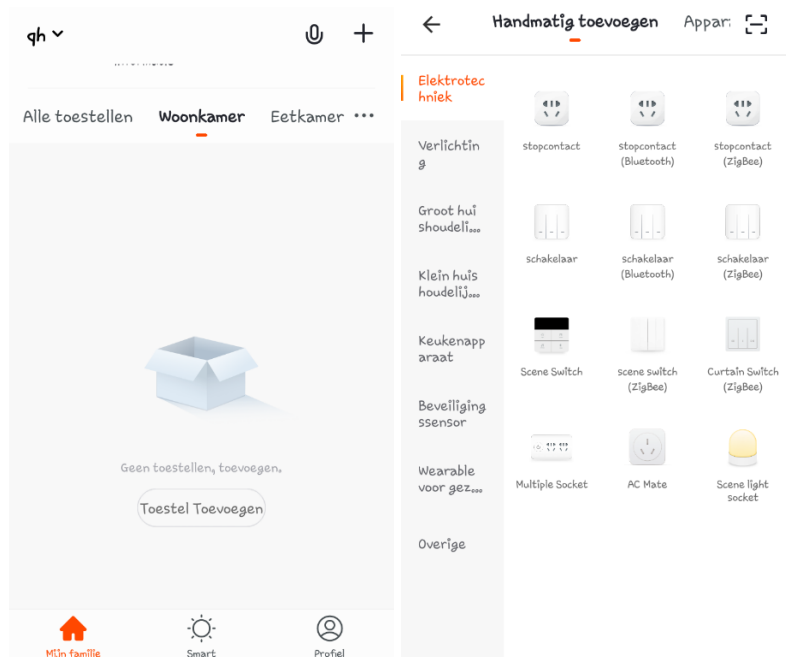 qh
Alle toestellen Woonkamer Eetkamer
Geen toestellen, toevoegen.
Toestel Toevoegen
Mijn familie Smart Profiel
Handmatig toevoegen Appar
Elektrotec
hniek
Verlichtin
g
Groot hui
shoudeli...
Klein huis
houdelij...
Keukenapp
araat
Beveiliging
ssensor
Wearable
voor gez...
Overige
stopcontact stopcontact stopcontact
(Bluetooth) (ZigBee)
schakelaar schakelaar schakelaar
(Bluetooth) (ZigBee)
Scene Switch scene switch Curtain Switch
(ZigBee) (ZigBee)
Multiple Socket AC Mate Scene light
socket